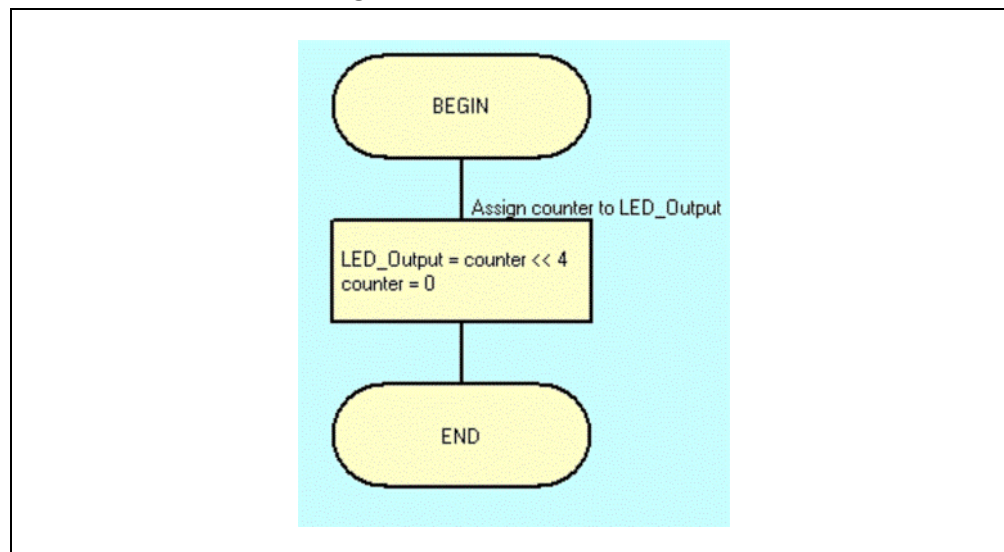 BEGIN
Assign counter to LED_Output
LED_Output = counter << 4
counter = 0
END